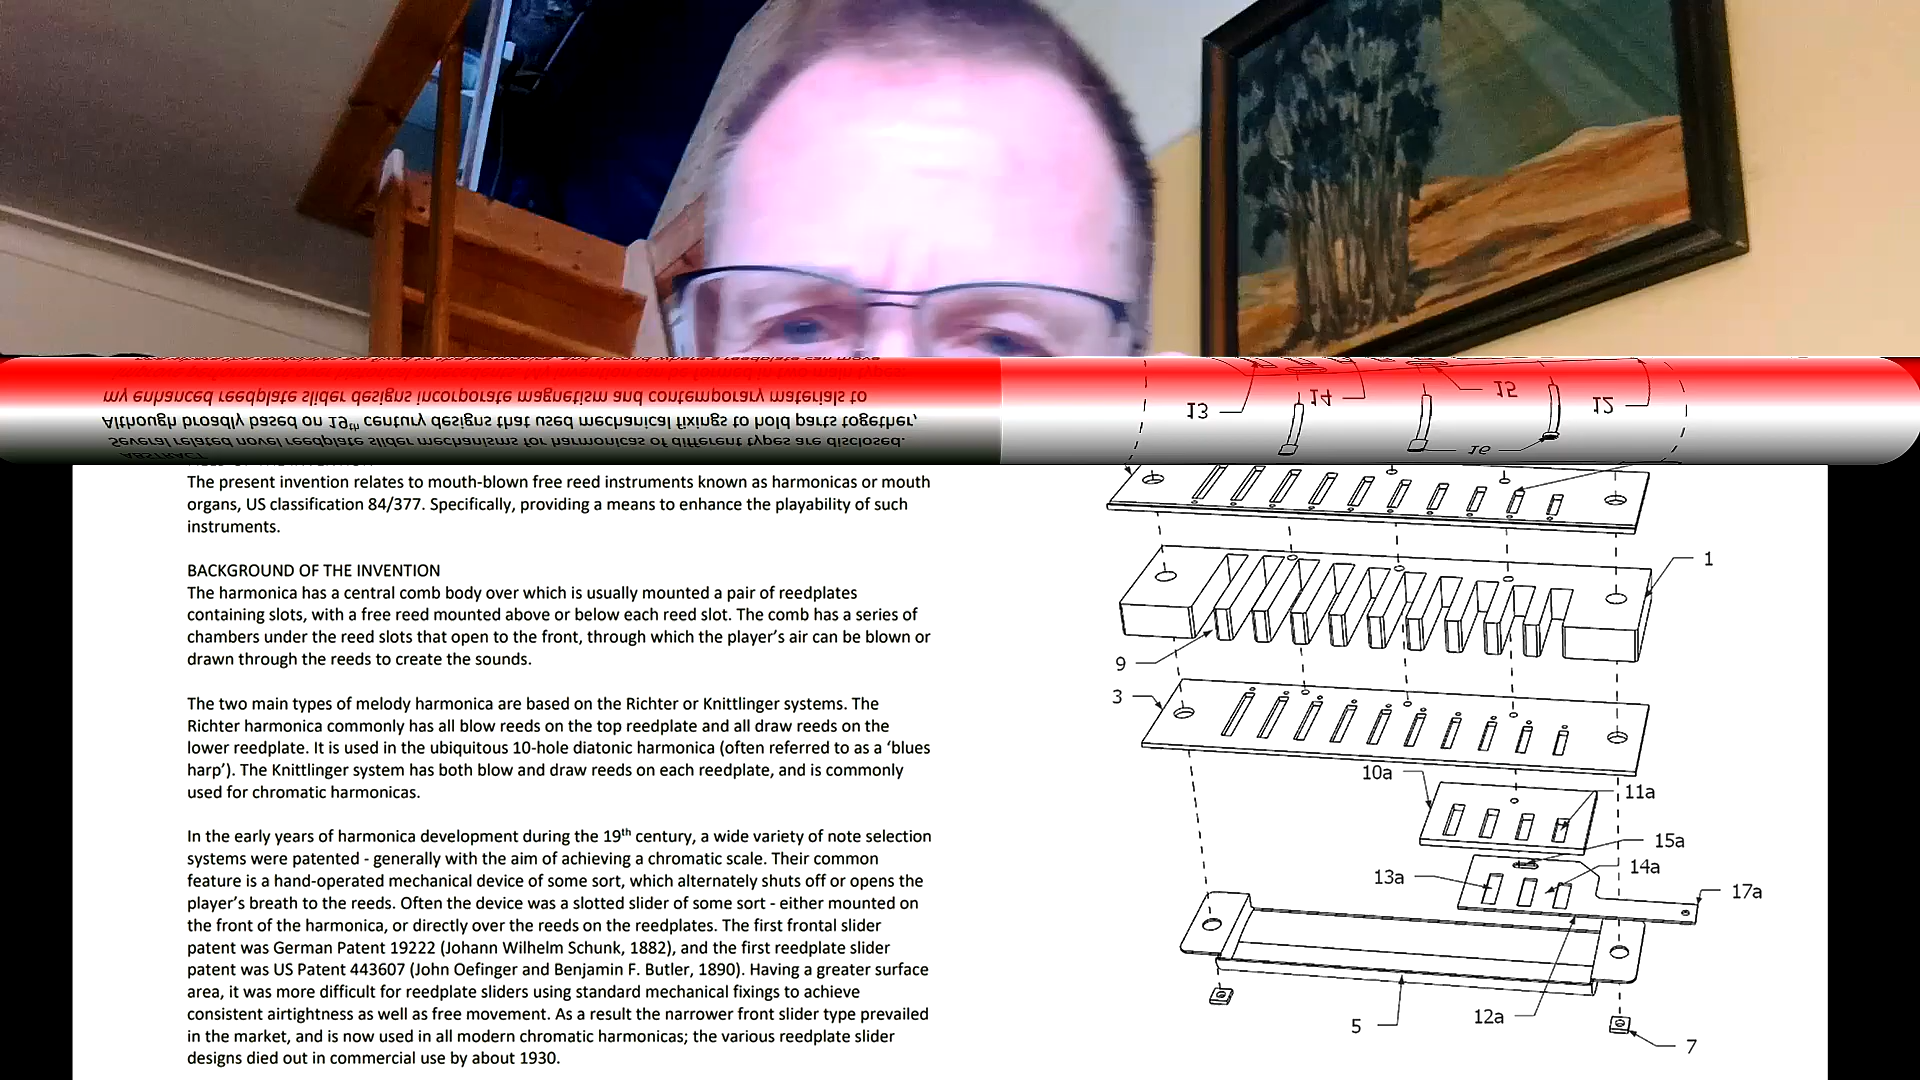 my enhanced reedplate slider designs incorporate magnetism and contemporary materials to
Although broadly based on 19th century designs that used mechanical fixings to hold parts together,
Several related novel reedplate slider mechanisms for harmonicas of different types are disclosed.
ABSTRACT
The present invention relates to mouth-blown free reed instruments known as harmonicas or mouth
organs, US classification 84/377. Specifically, providing a means to enhance the playability of such
instruments.
BACKGROUND OF THE INVENTION
The harmonica has a central comb body over which is usually mounted a pair of reedplates
containing slots, with a free reed mounted above or below each reed slot. The comb has a series of
chambers under the reed slots that open to the front, through which the player's air can be blown or
drawn through the reeds to create the sounds.
The two main types of melody harmonica are based on the Richter or Knittlinger systems. The
Richter harmonica commonly has all blow reeds on the top reedplate and all draw reeds on the
lower reedplate. It is used in the ubiquitous 10-hole diatonic harmonica (often referred to as a 'blues
harp'). The Knittlinger system has both blow and draw reeds on each reedplate, and is commonly
used for chromatic harmonicas.
In the early years of harmonica development during the 19th century, a wide variety of note selection
systems were patented - generally with the aim of achieving a chromatic scale. Their common
feature is a hand-operated mechanical device of some sort, which alternately shuts off or opens the
player's breath to the reeds. Often the device was a slotted slider of some sort - either mounted on
the front of the harmonica, or directly over the reeds on the reedplates. The first frontal slider
patent was German Patent 19222 (Johann Wilhelm Schunk, 1882), and the first reedplate slider
patent was US Patent 443607 (John Oefinger and Benjamin F. Butler, 1890). Having a greater surface
area, it was more difficult for reedplate sliders using standard mechanical fixings to achieve
consistent airtightness as well as free movement. As a result the narrower front slider type prevailed
in the market, and is now used in all modern chromatic harmonicas; the various reedplate slider
designs died out in commercial use by about 1930.
13
14
15
12
16
1
9
3
10a
11a
15a
14a
13a
17a
12a
5
7